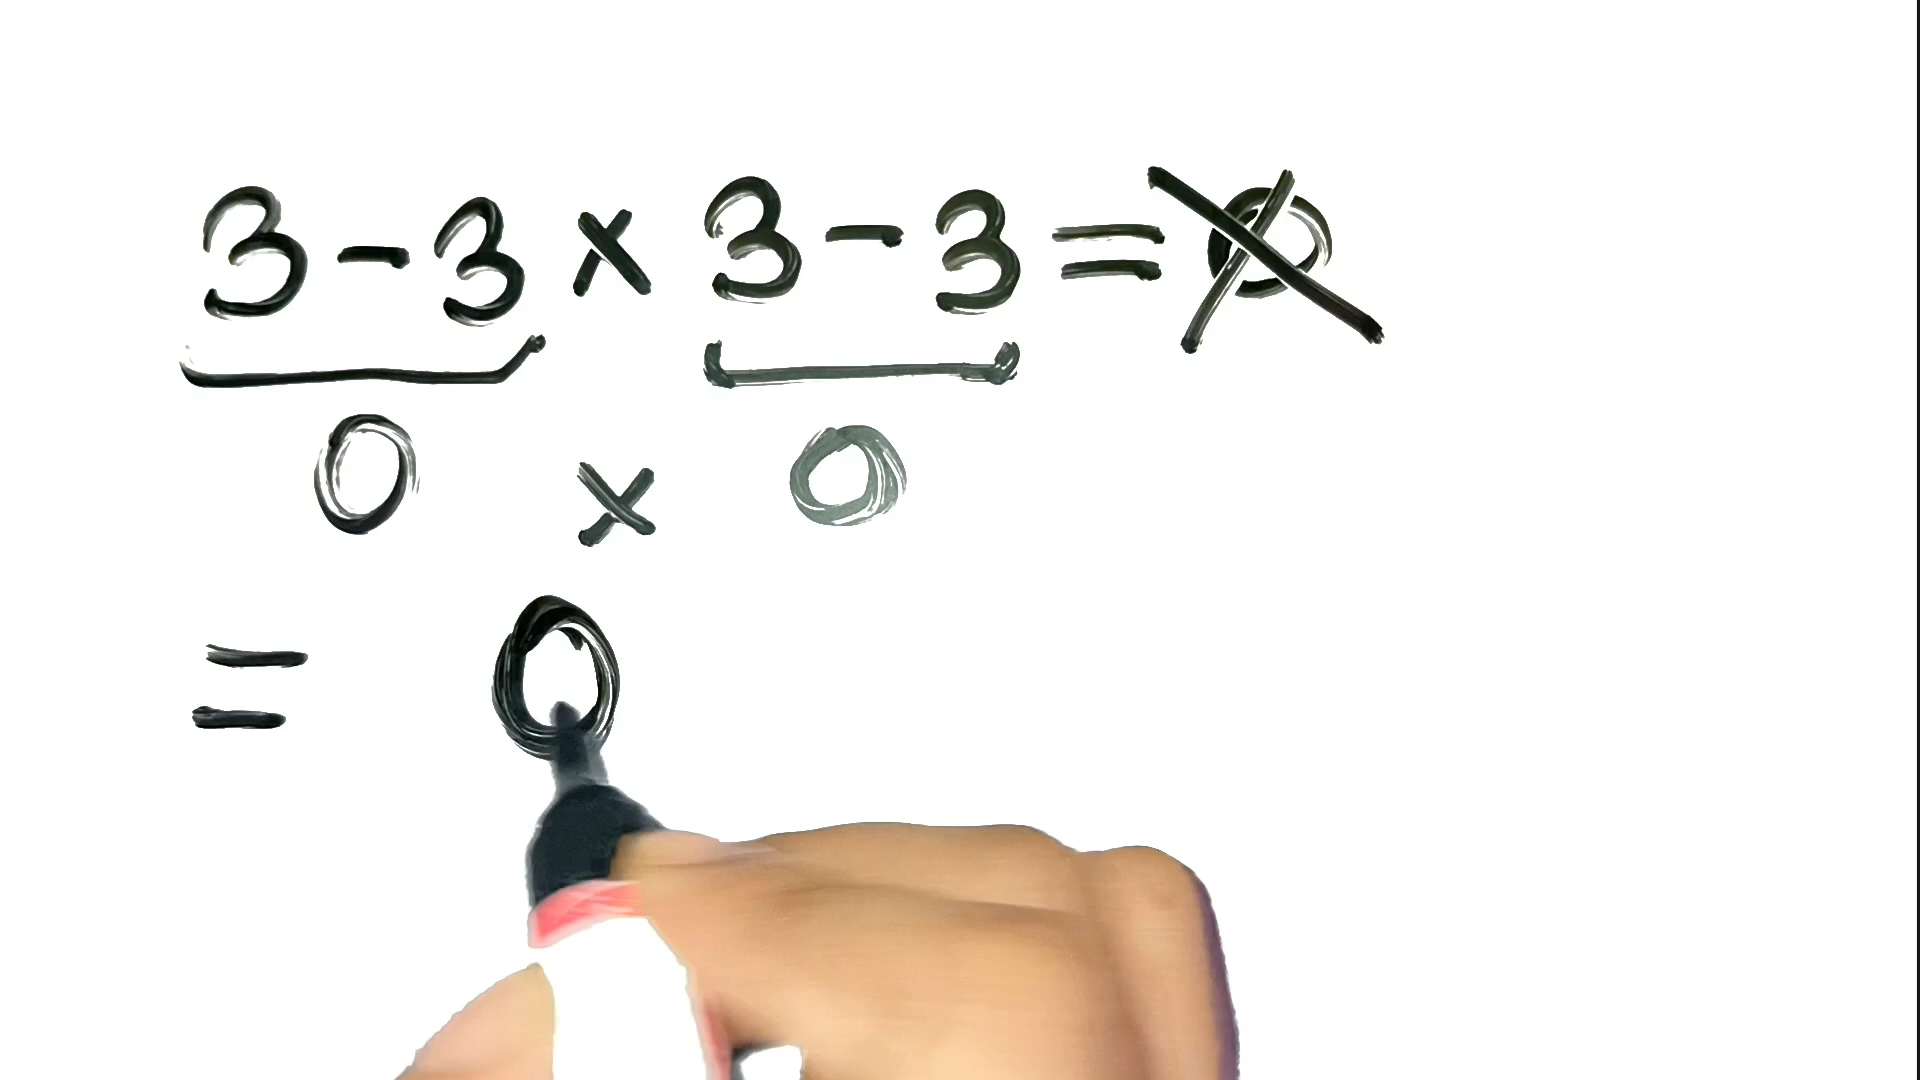 3 - 3 × 3 - 3 = 0
0 × 0
= 0